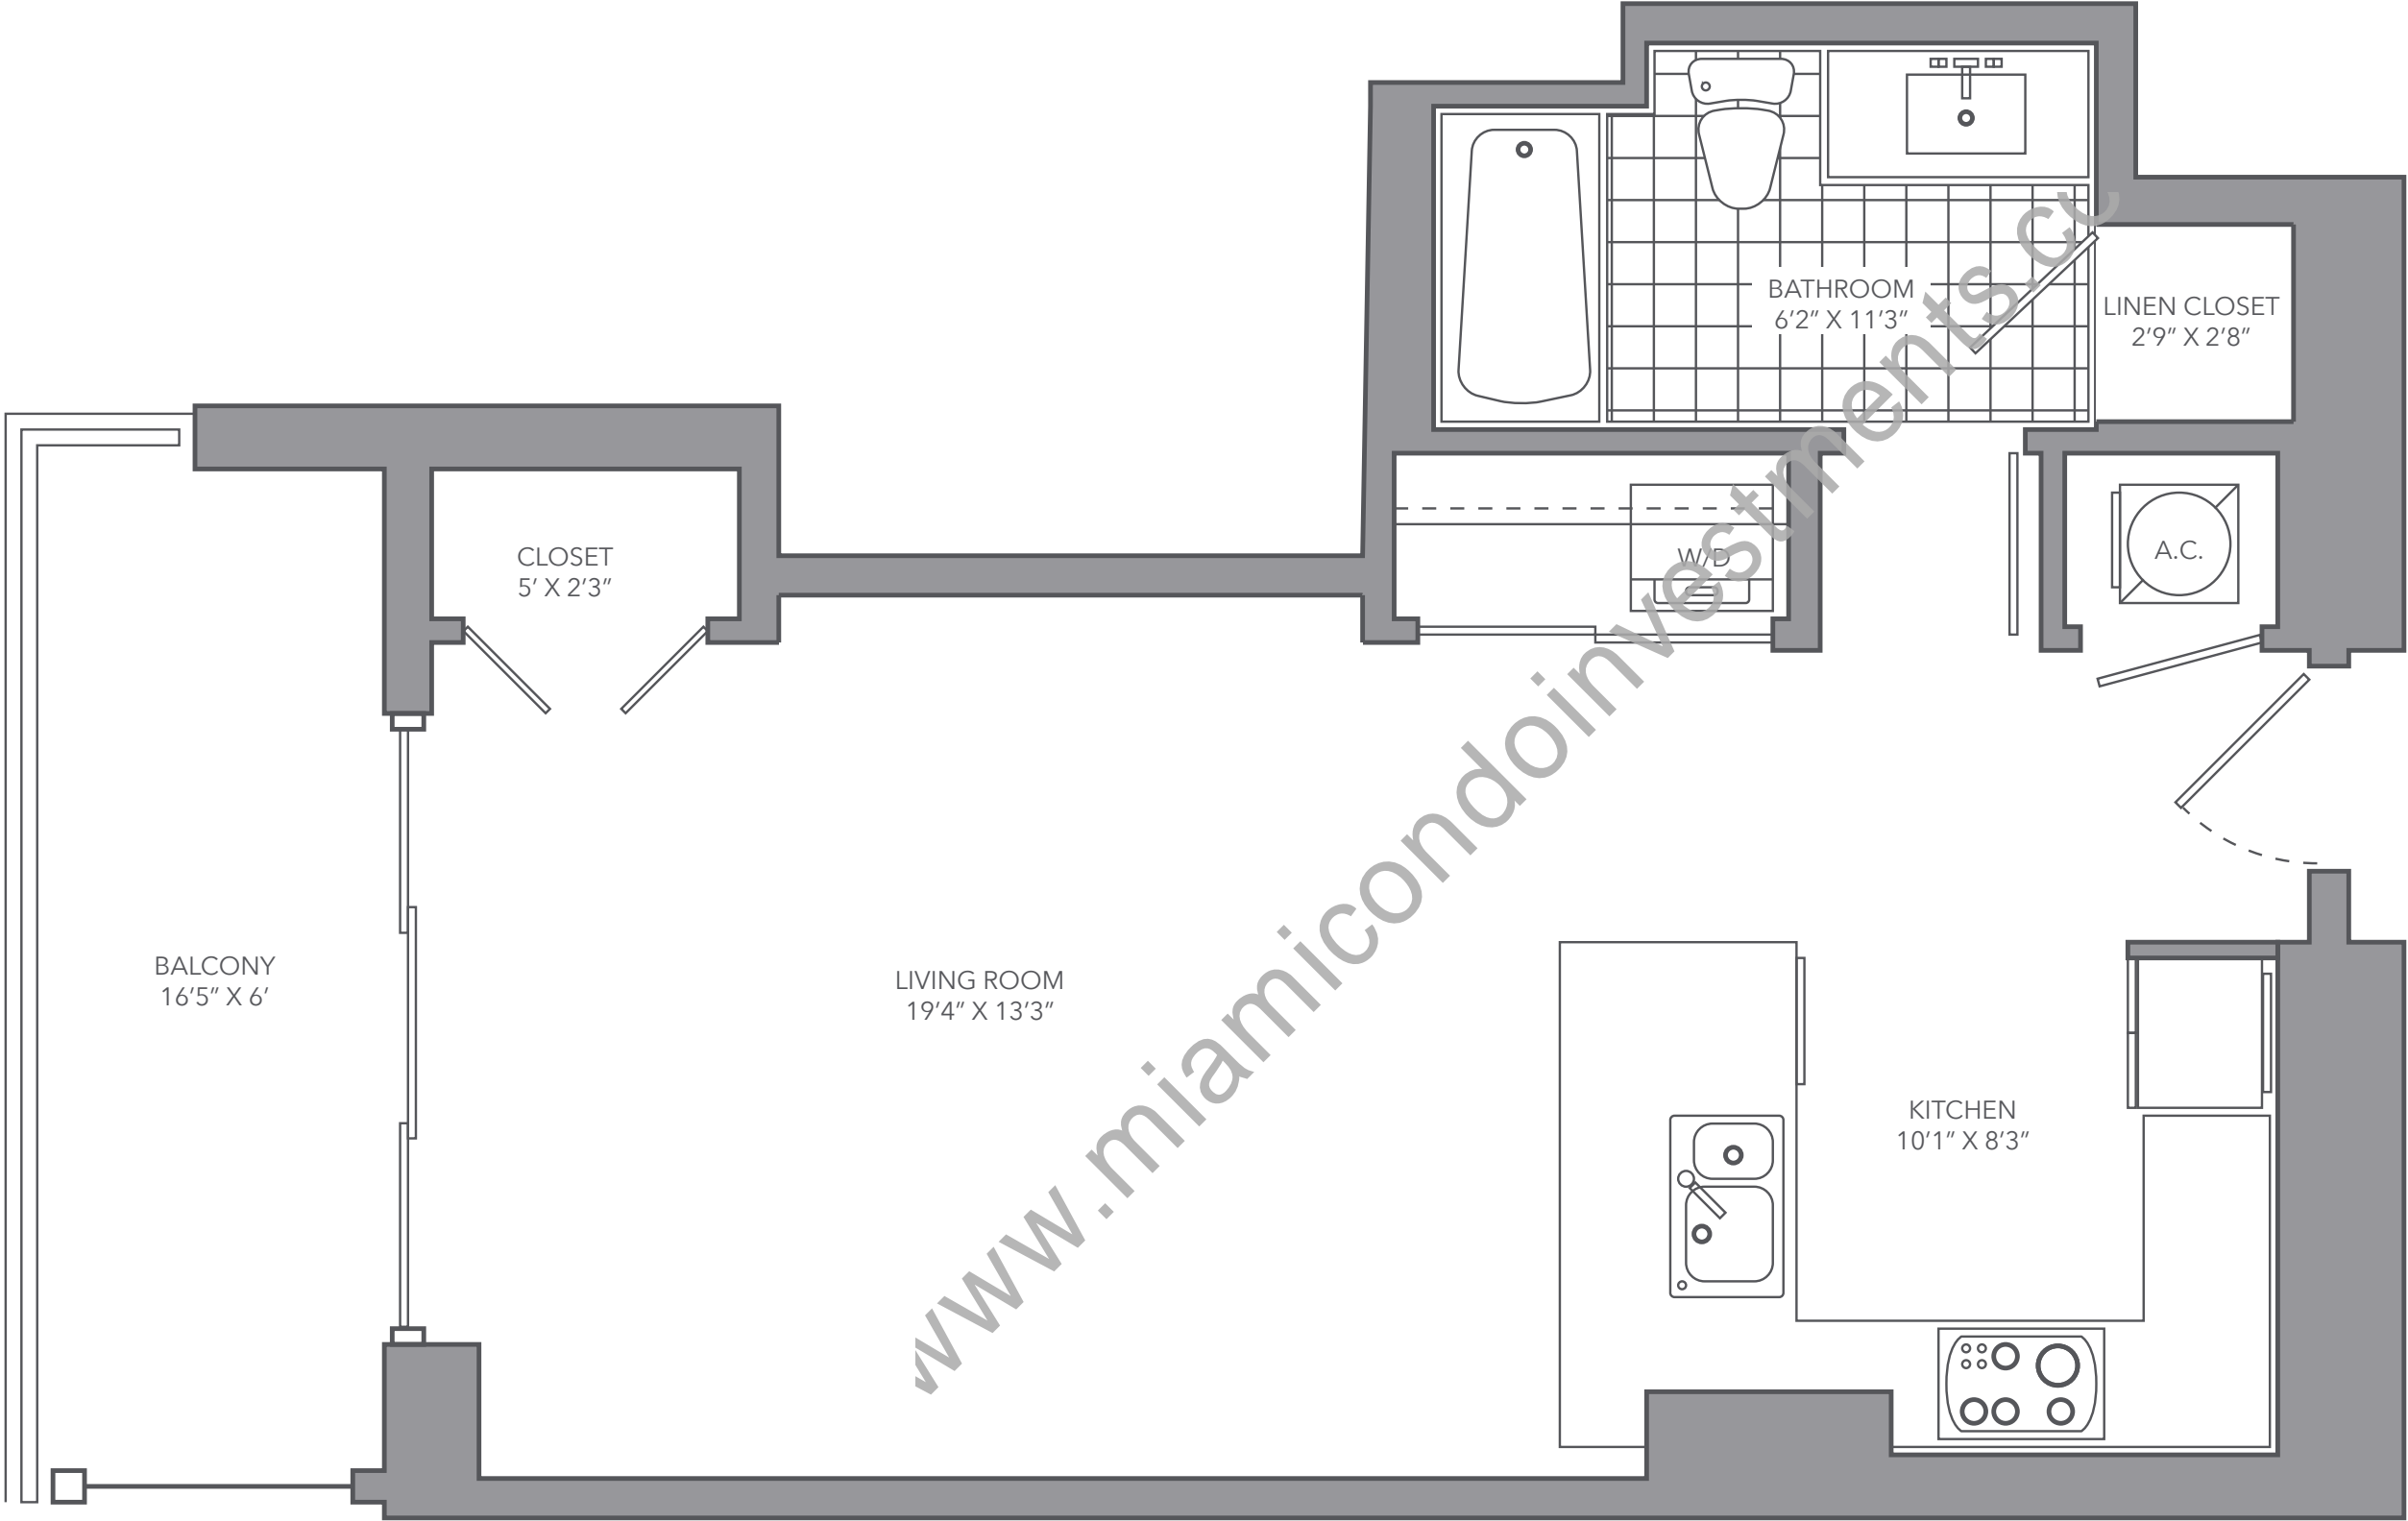 BATHROOM
6'2" X 11'3"
LINEN CLOSET
2'9" X 2'8"
CLOSET
5' X 2'3"
W/D
A.C.
BALCONY
16'5" X 6'
LIVING ROOM
19'4" X 13'3"
KITCHEN
10'1" X 8'3"
www.miamicondoinvestments.co